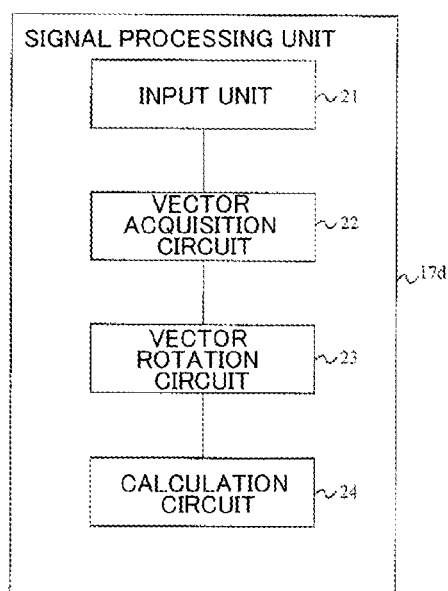 SIGNAL PROCESSING UNIT
INPUT UNIT
21
VECTOR
ACQUISITION
CIRCUIT
22
17d
VECTOR
ROTATION
CIRCUIT
23
CALCULATION
CIRCUIT
24